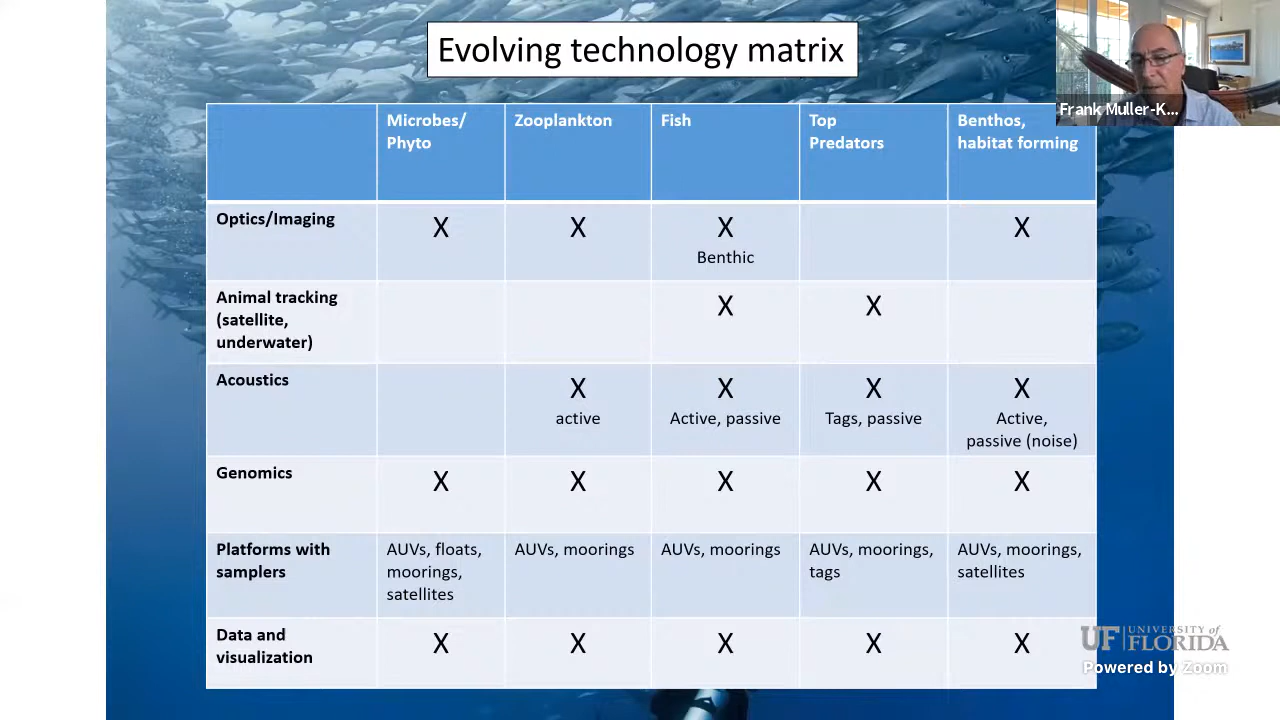 Evolving technology matrix
Frank Muller-K...
Microbes/
Phyto
Zooplankton
Fish
Top
Predators
Benthos,
habitat forming
Optics/Imaging
X
X
X
Benthic
X
Animal tracking
(satellite,
underwater)
X
X
Acoustics
X
active
X
Active, passive
X
Tags, passive
X
Active,
passive (noise)
Genomics
X
X
X
X
X
Platforms with
samplers
AUVs, floats,
moorings,
satellites
AUVs, moorings
AUVs, moorings
AUVs, moorings,
tags
AUVs, moorings,
satellites
Data and
visualization
X
X
X
X
X
UF UNIVERSITY of
FLORIDA
Powered by Zoom